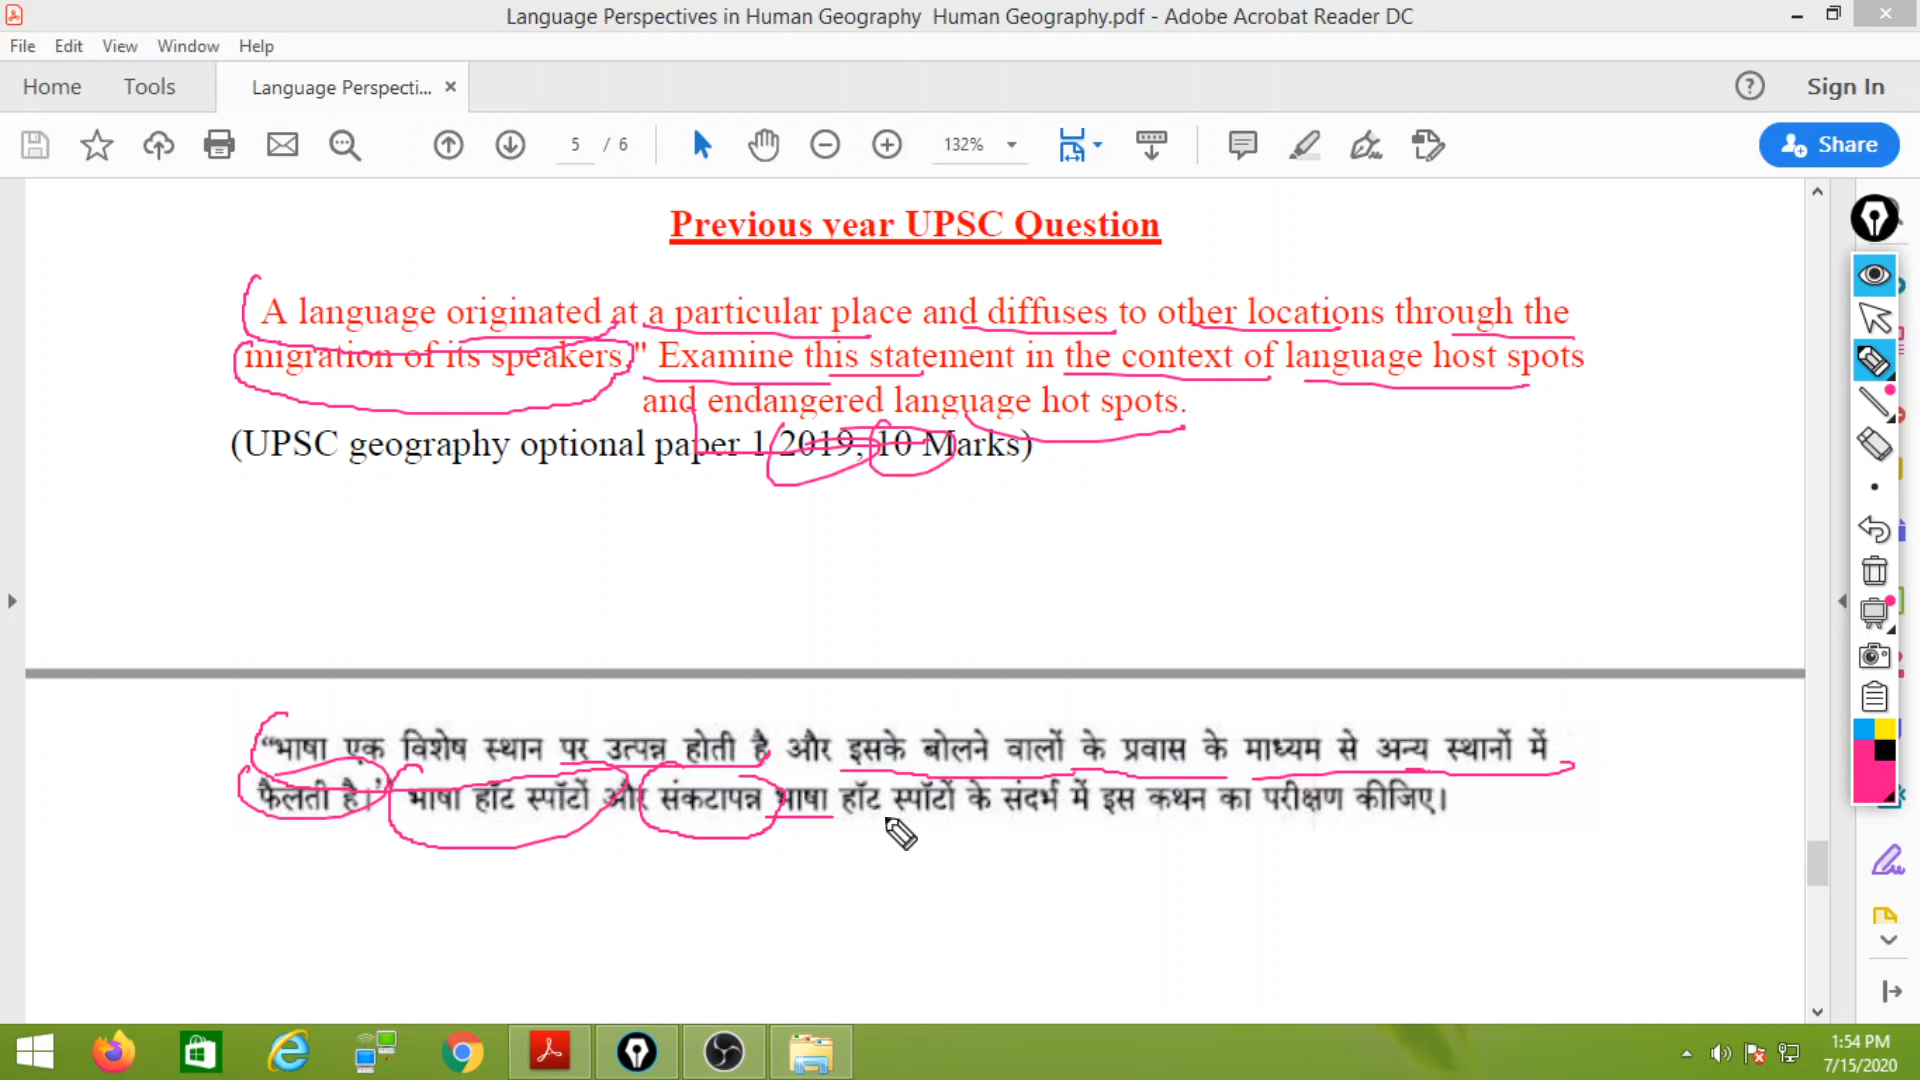 Language Perspectives in Human Geography  Human Geography.pdf - Adobe Acrobat Reader DC
File Edit View Window Help
Home Tools Language Perspecti... Sign In
5 / 6 132% Share
Previous year UPSC Question
A language originated at a particular place and diffuses to other locations through the
migration of its speakers." Examine this statement in the context of language host spots
and endangered language hot spots.
(UPSC geography optional paper 1,2019, 10 Marks)
“भाषा एक विशेष स्थान पर उत्पन्न होती है और इसके बोलने वालों के प्रवास के माध्यम से अन्य स्थानों में
फैलती है।” भाषा हॉट स्पॉटों और संकटापन्न भाषा हॉट स्पॉटों के संदर्भ में इस कथन का परीक्षण कीजिए।
1:54 PM
7/15/2020